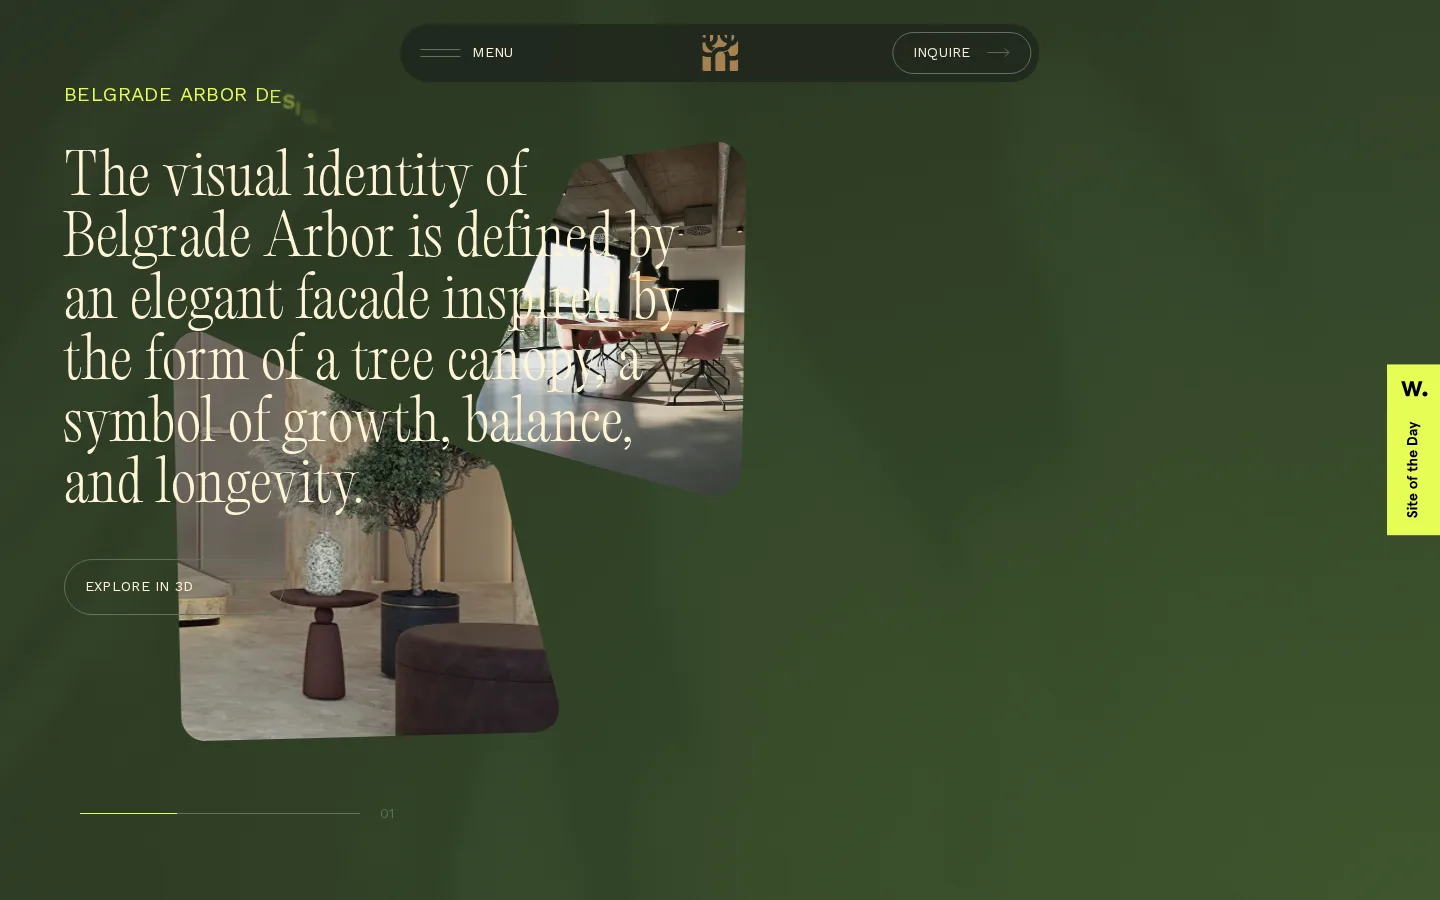 MENU
INQUIRE
BELGRADE ARBOR DESI
The visual identity of
Belgrade Arbor is defined by
an elegant facade inspired by
the form of a tree canopy, a
symbol of growth, balance,
and longevity.
EXPLORE IN 3D
01
W.
Site of the Day